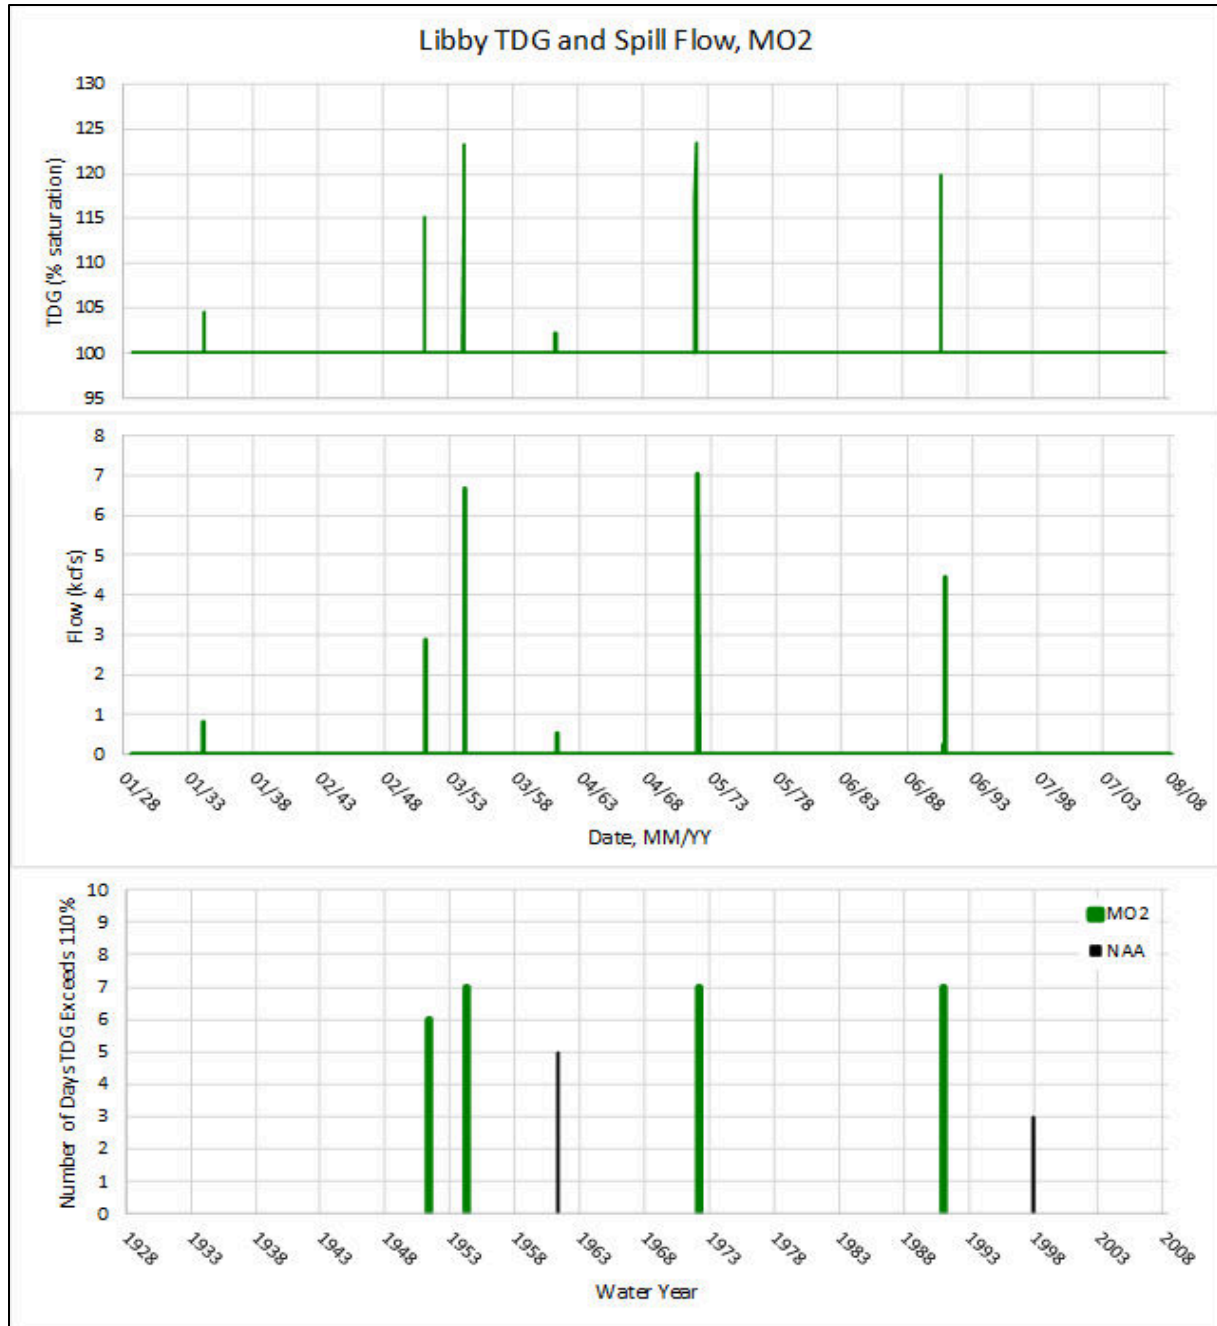 Libby TDG and Spill Flow, MO2
TDG (% saturation)
130
125
120
115
110
105
100
95
Flow (kcfs)
8
7
6
5
4
3
2
1
0
01/28 01/33 01/38 02/43 02/48 03/53 03/58 04/63 04/68 05/73 05/78 06/83 06/88 06/93 07/98 07/03 08/08
Date, MM/YY
Number of Days TDG Exceeds 110%
10
9
8
7
6
5
4
3
2
1
0
MO2
NAA
1928 1933 1938 1943 1948 1953 1958 1963 1968 1973 1978 1983 1988 1993 1998 2003 2008
Water Year